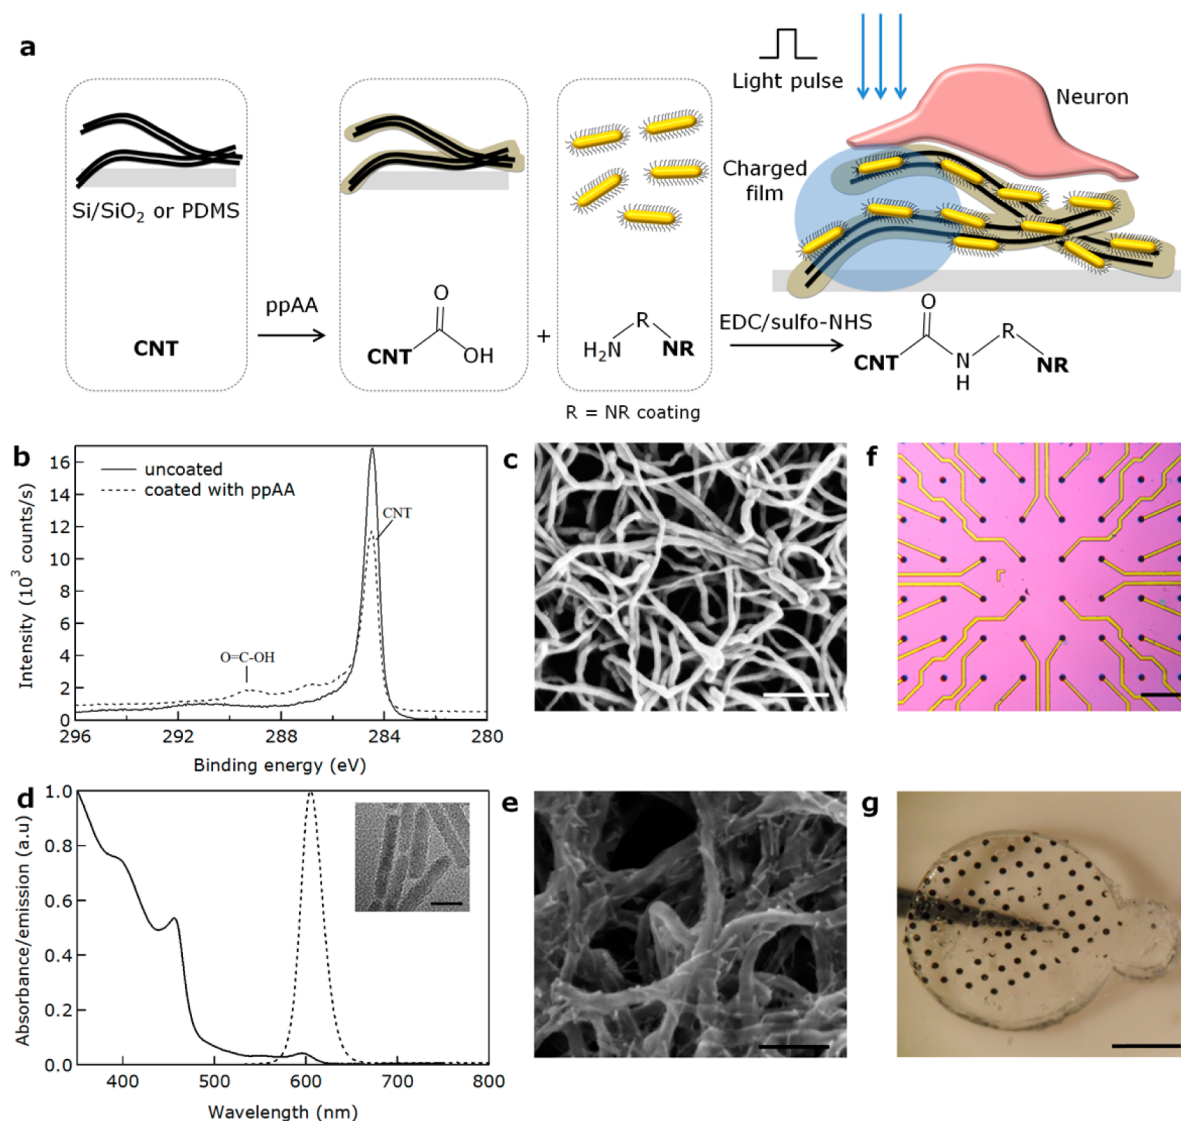 a
Light pulse
Neuron
Charged
film
Si/SiO₂ or PDMS
ppAA
O
OH
CNT
CNT
+
R
H₂N
NR
EDC/sulfo-NHS
O
R
CNT
N
H
NR
R = NR coating
b
uncoated
coated with ppAA
CNT
O=C-OH
16
14
12
10
8
6
4
2
0
296
292
288
284
280
Intensity (10³ counts/s)
Binding energy (eV)
c
f
d
1.0
0.8
0.6
0.4
0.2
0.0
400
500
600
700
800
Absorbance/emission (a.u)
Wavelength (nm)
e
g